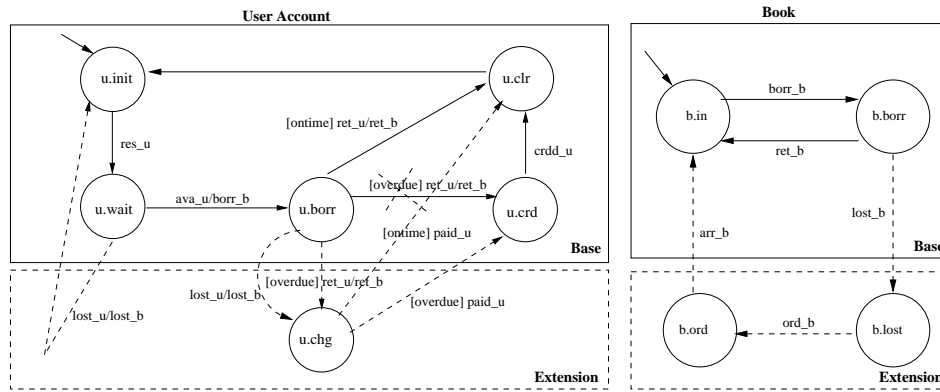 User Account
Book
u.init
u.clr
b.in
borr_b
b.borr
[ontime] ret_u/ret_b
res_u
crdd_u
ret_b
u.wait
ava_u/borr_b
u.borr
[overdue] ret_u/ret_b
u.crd
lost_b
[ontime] paid_u
arr_b
Base
Base
[overdue] ret_u/ret_b
lost_u/lost_b
[overdue] paid_u
lost_u/lost_b
u.chg
b.ord
ord_b
b.lost
Extension
Extension